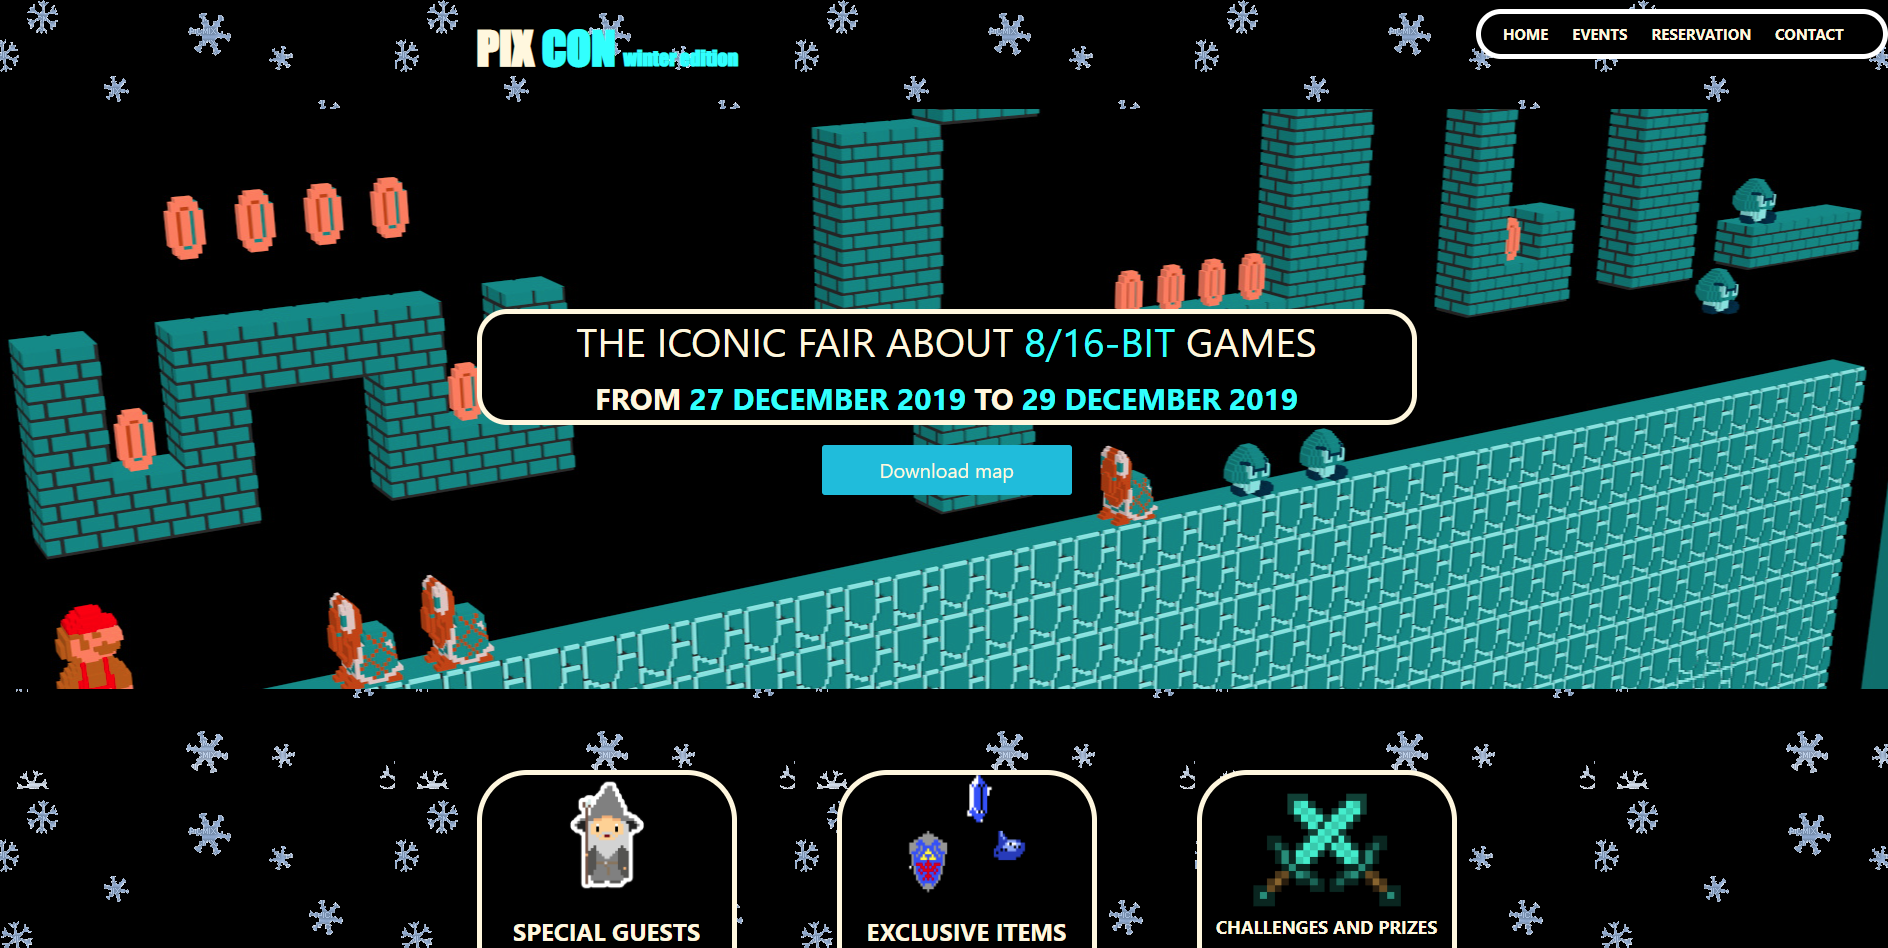 PIX CON winter edition
HOME EVENTS RESERVATION CONTACT
THE ICONIC FAIR ABOUT 8/16-BIT GAMES
FROM 27 DECEMBER 2019 TO 29 DECEMBER 2019
Download map
SPECIAL GUESTS
EXCLUSIVE ITEMS
CHALLENGES AND PRIZES